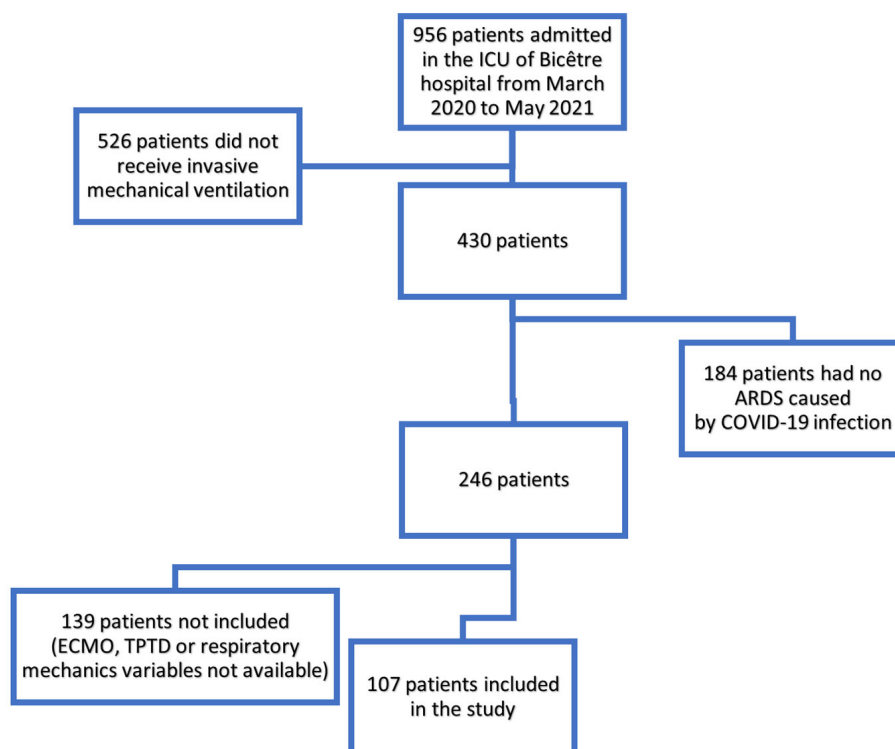 956 patients admitted
in the ICU of Bicêtre
hospital from March
2020 to May 2021
526 patients did not
receive invasive
mechanical ventilation
430 patients
184 patients had no
ARDS caused
by COVID-19 infection
246 patients
139 patients not included
(ECMO, TPTD or respiratory
mechanics variables not available)
107 patients included
in the study